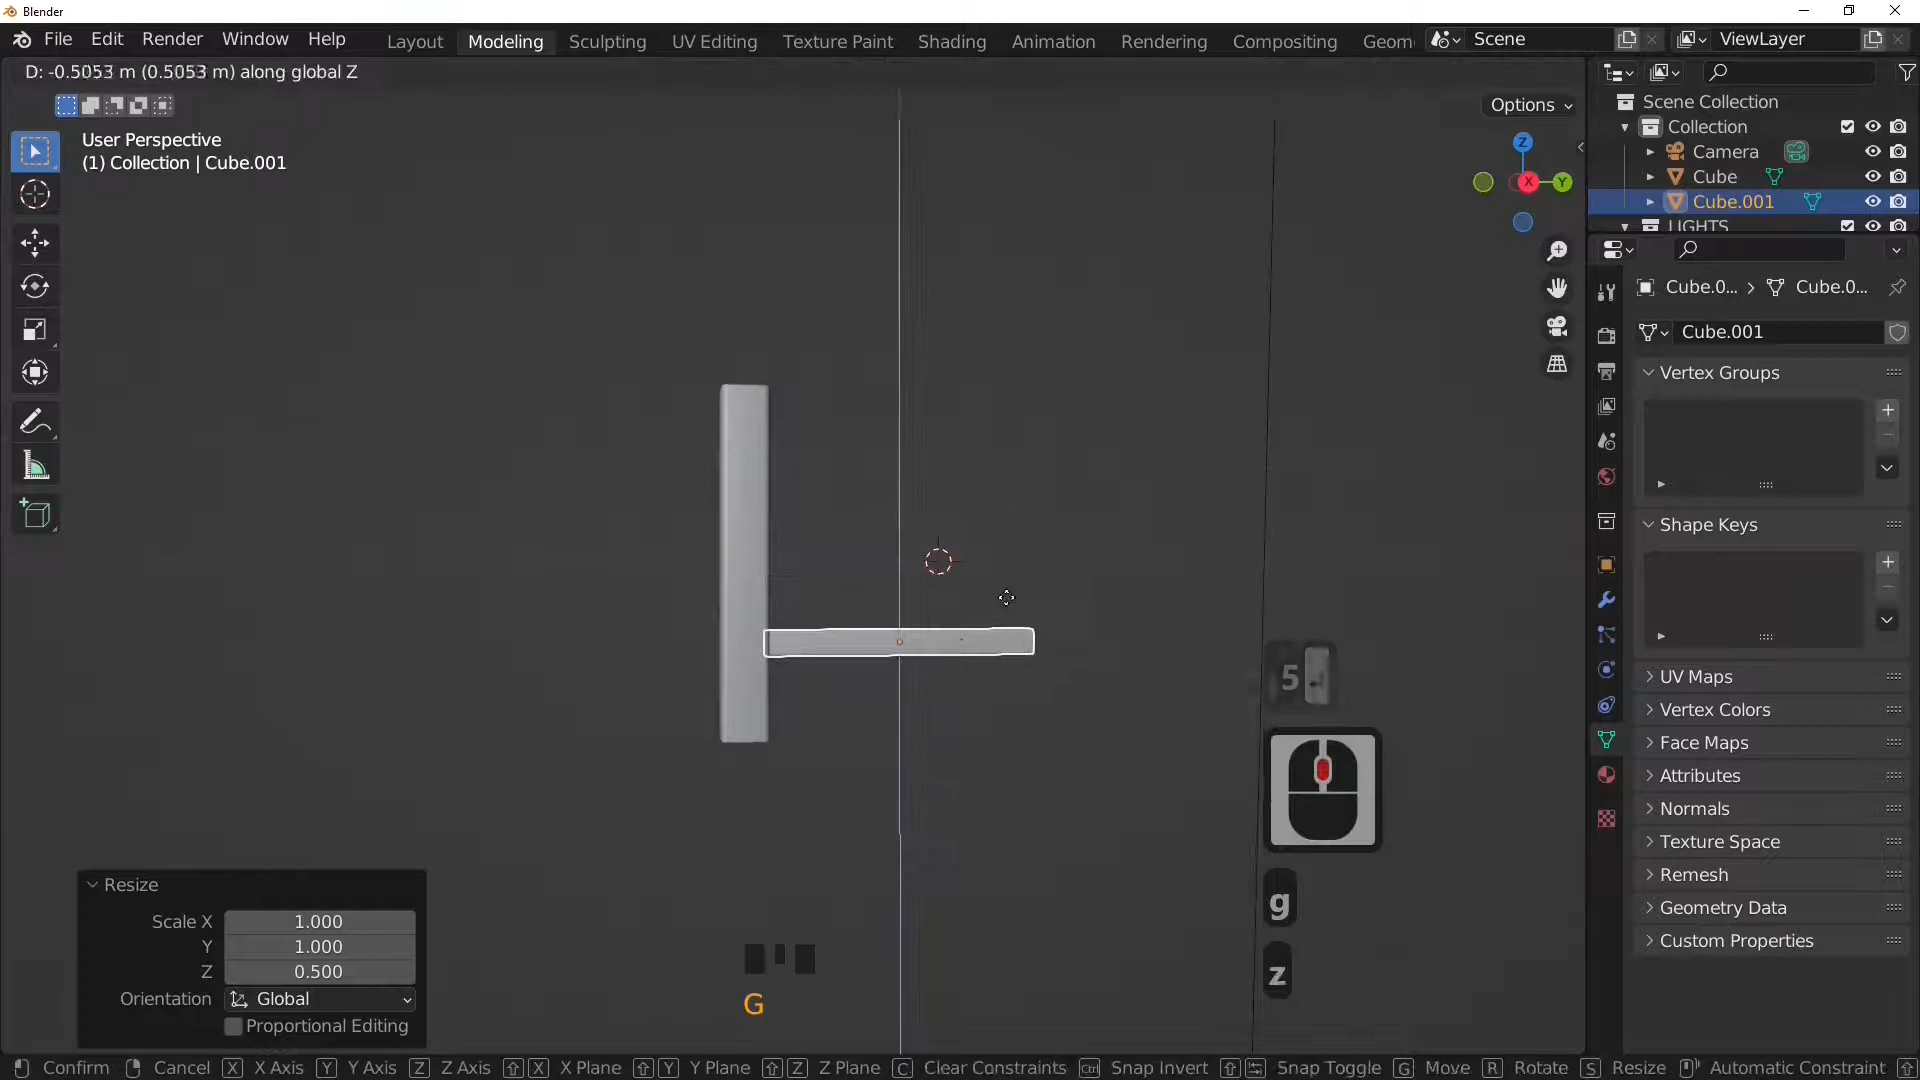 Blender
File Edit Render Window Help Layout Modeling Sculpting UV Editing Texture Paint Shading Animation Rendering Compositing Geom Scene ViewLayer
D: -0.5053 m (0.5053 m) along global Z
Options
User Perspective
(1) Collection | Cube.001
Z
X
Y
Scene Collection
Collection
Camera
Cube
Cube.001
LIGHTS
Cube.0... > Cube.0...
Cube.001
Vertex Groups
Shape Keys
UV Maps
Vertex Colors
Face Maps
Attributes
Normals
Texture Space
Remesh
Geometry Data
Custom Properties
5
g
z
Resize
Scale X 1.000
Y 1.000
Z 0.500
Orientation Global
Proportional Editing
G
Confirm Cancel X X Axis Y Y Axis Z Z Axis X X Plane Y Y Plane Z Z Plane C Clear Constraints Ctrl Snap Invert Snap Toggle G Move R Rotate S Resize Automatic Constraint